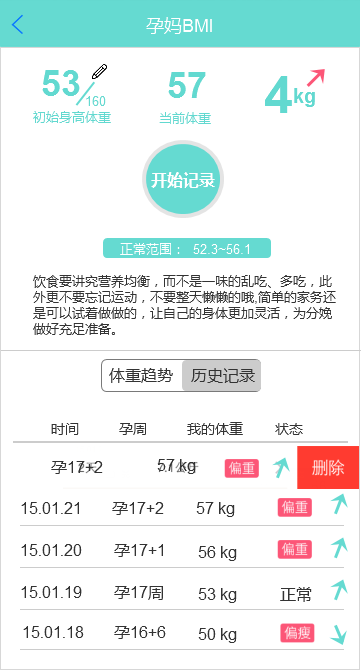 孕妈BMI
53/160
57
4kg
初始身高体重
当前体重
开始记录
正常范围： 52.3~56.1
饮食要讲究营养均衡，而不是一味的乱吃、多吃，此
外更不要忘记运动，不要整天懒懒的哦,简单的家务还
是可以试着做做的，让自己的身体更加灵活，为分娩
做好充足准备。
体重趋势 历史记录
时间 孕周 我的体重 状态
孕17+2 57 kg 偏重 删除
15.01.21 孕17+2 57 kg 偏重
15.01.20 孕17+1 56 kg 偏重
15.01.19 孕17周 53 kg 正常
15.01.18 孕16+6 50 kg 偏瘦